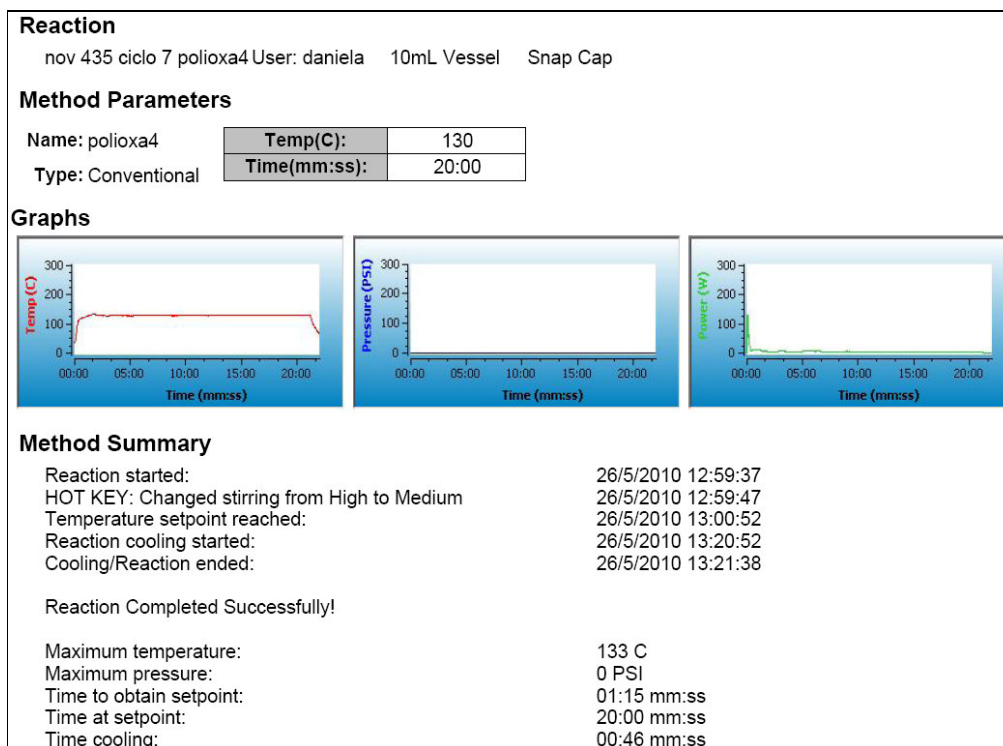 Reaction
nov 435 ciclo 7 polioxa4 User: daniela 10mL Vessel Snap Cap
Method Parameters
Name: polioxa4 Temp(C): 130
Type: Conventional Time(mm:ss): 20:00
Graphs
Temp (C)
300
200
100
0
00:00 05:00 10:00 15:00 20:00
Time (mm:ss)
Pressure (PSI)
300
200
100
0
00:00 05:00 10:00 15:00 20:00
Time (mm:ss)
Power (W)
300
200
100
0
00:00 05:00 10:00 15:00 20:00
Time (mm:ss)
Method Summary
Reaction started: 26/5/2010 12:59:37
HOT KEY: Changed stirring from High to Medium 26/5/2010 12:59:47
Temperature setpoint reached: 26/5/2010 13:00:52
Reaction cooling started: 26/5/2010 13:20:52
Cooling/Reaction ended: 26/5/2010 13:21:38
Reaction Completed Successfully!
Maximum temperature: 133 C
Maximum pressure: 0 PSI
Time to obtain setpoint: 01:15 mm:ss
Time at setpoint: 20:00 mm:ss
Time cooling: 00:46 mm:ss